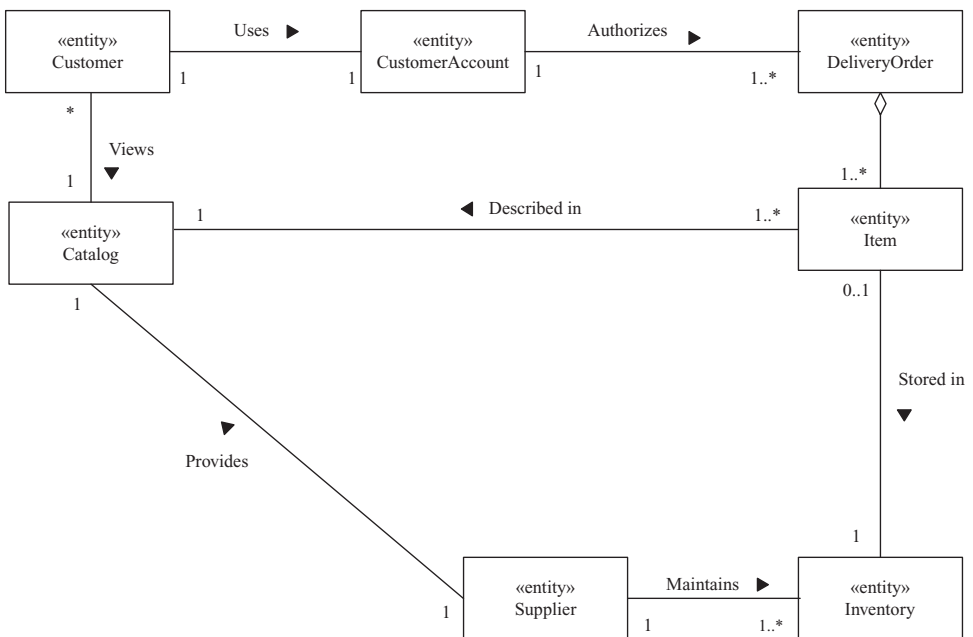 «entity»
Customer
Uses
1
1
«entity»
CustomerAccount
Authorizes
1
1..*
«entity»
DeliveryOrder
*
Views
1
1..*
«entity»
Catalog
1
Described in
1..*
«entity»
Item
1
0..1
Stored in
Provides
1
«entity»
Supplier
1
Maintains
1
1..*
«entity»
Inventory